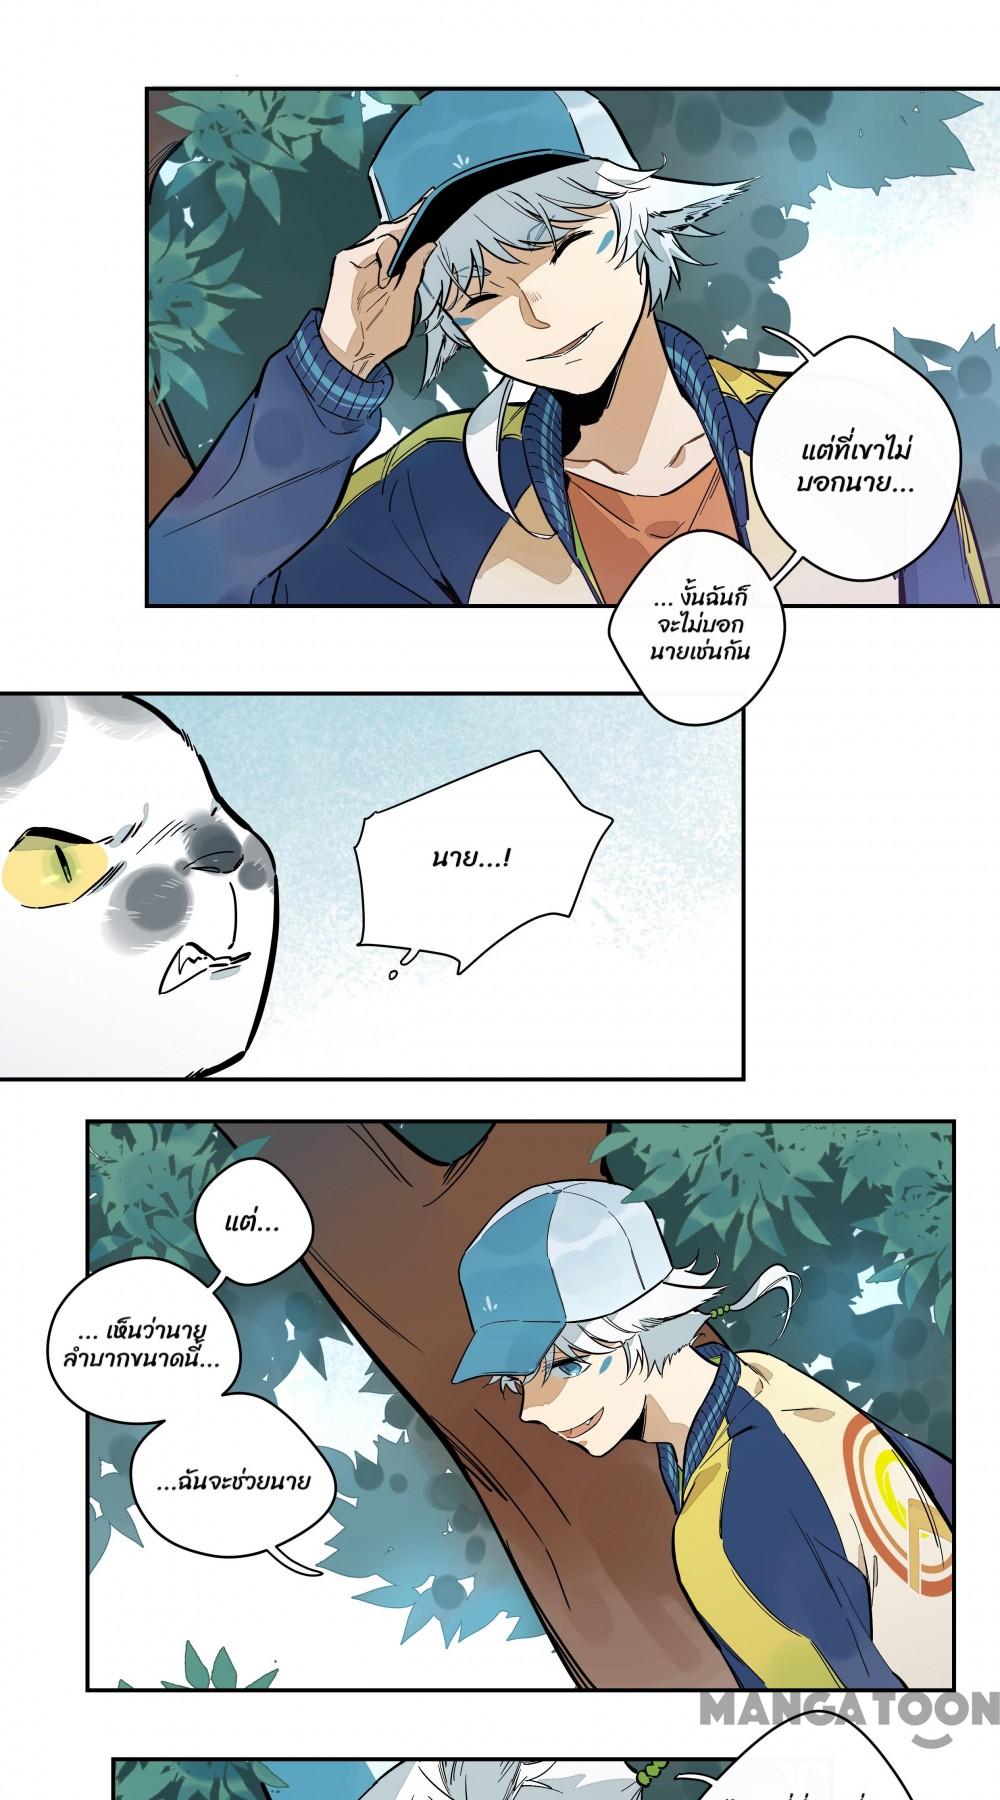 แต่ที่เขาไม่
บอกนาย...
... งั้นฉันก็
จะไม่บอก
นายเช่นกัน
นาย...!
แต่...
... เห็นว่านาย
ลำบากขนาดนี้...
...ฉันจะช่วยนาย
MANGATOON